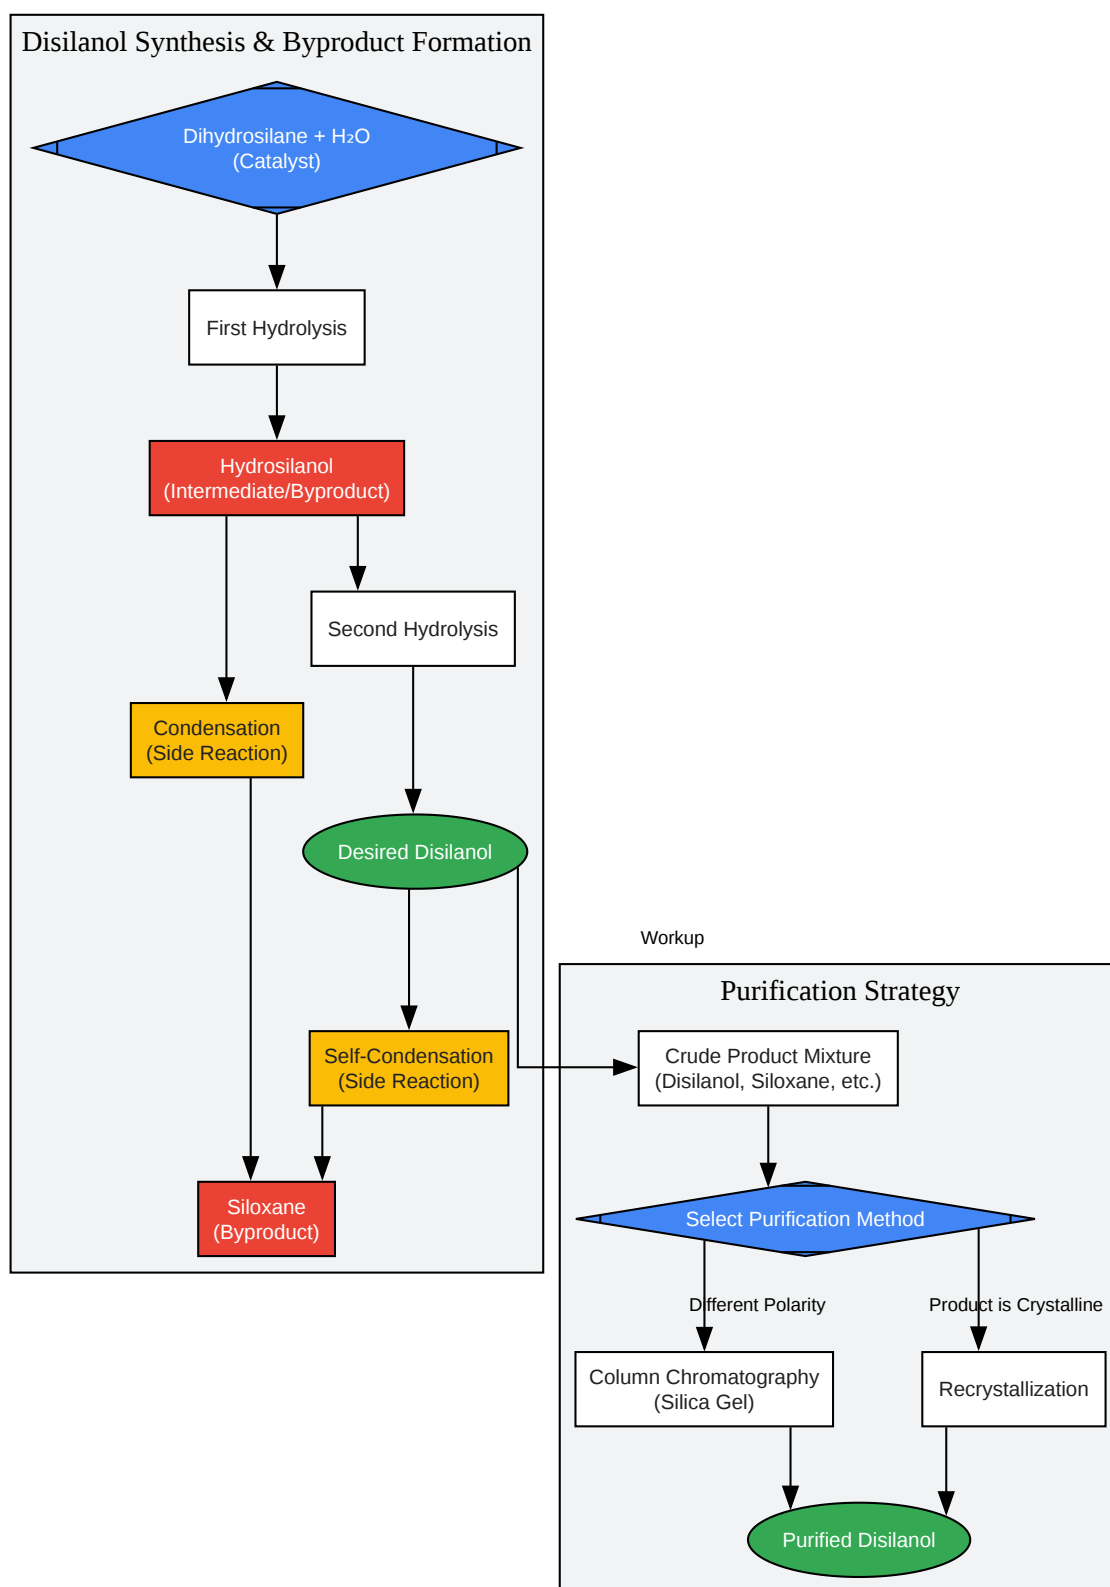 Disilanol Synthesis & Byproduct Formation
Dihydrosilane + H₂O
(Catalyst)
First Hydrolysis
Hydrosilanol
(Intermediate/Byproduct)
Second Hydrolysis
Condensation
(Side Reaction)
Desired Disilanol
Self-Condensation
(Side Reaction)
Siloxane
(Byproduct)
Workup
Purification Strategy
Crude Product Mixture
(Disilanol, Siloxane, etc.)
Select Purification Method
Different Polarity
Product is Crystalline
Column Chromatography
(Silica Gel)
Recrystallization
Purified Disilanol